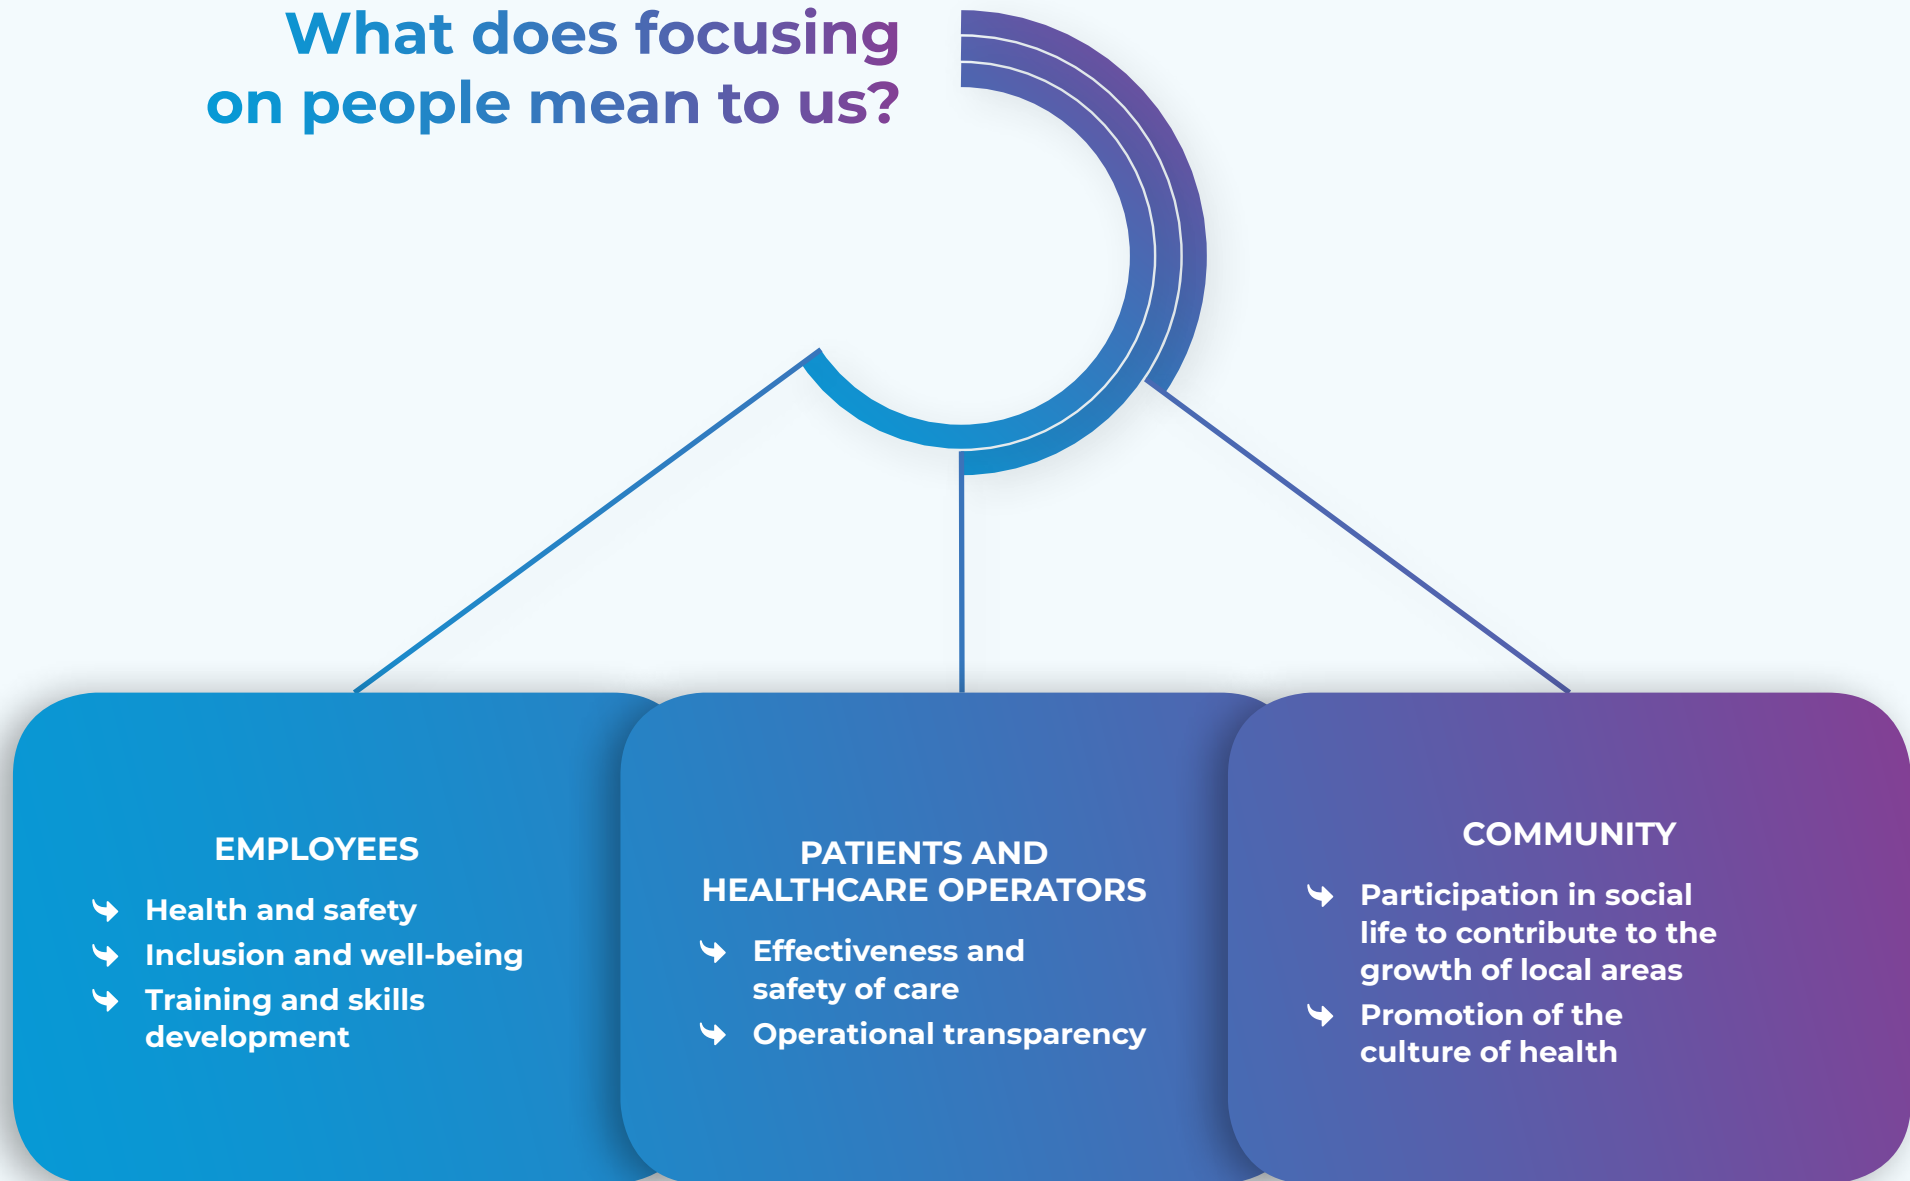 What does focusing
on people mean to us?
EMPLOYEES
Health and safety
Inclusion and well-being
Training and skills
development
PATIENTS AND
HEALTHCARE OPERATORS
Effectiveness and
safety of care
Operational transparency
COMMUNITY
Participation in social
life to contribute to the
growth of local areas
Promotion of the
culture of health